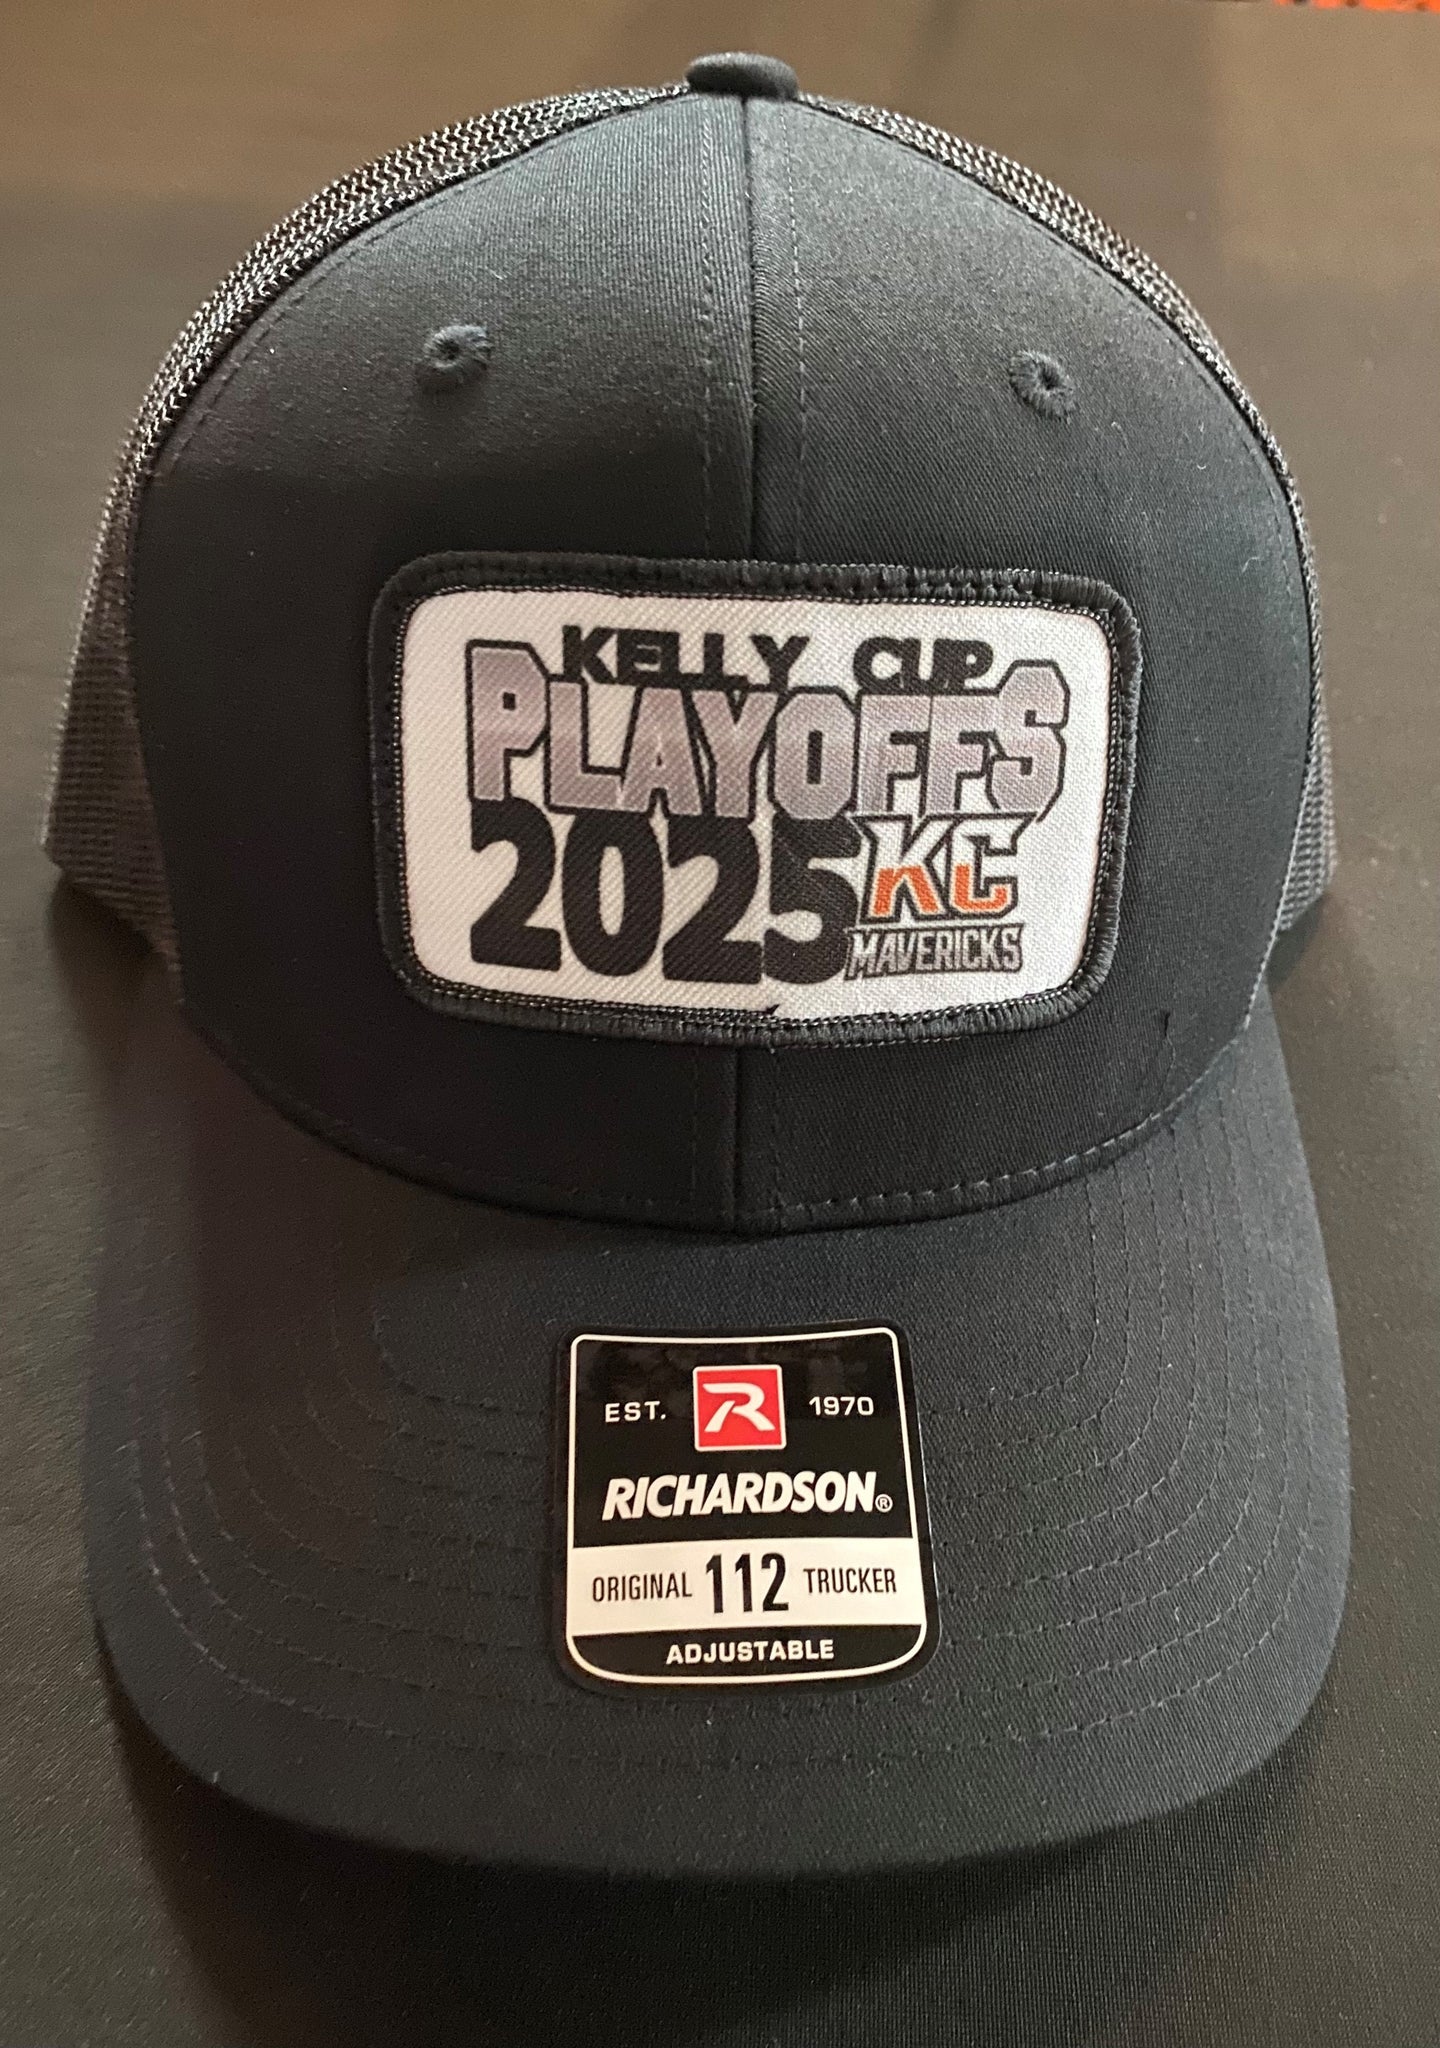 KELLY CUP
PLAYOFFS
2025 KC
MAVERICKS
EST. R 1970
RICHARDSON®
ORIGINAL 112 TRUCKER
ADJUSTABLE